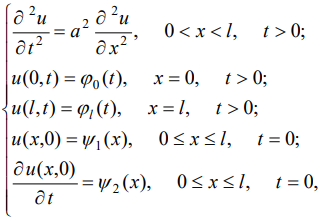 ∂²u/∂t² = a² ∂²u/∂x², 0 < x < l, t > 0;
u(0,t) = φ₀(t), x = 0, t > 0;
u(l,t) = φₗ(t), x = l, t > 0;
u(x,0) = ψ₁(x), 0 ≤ x ≤ l, t = 0;
∂u(x,0)/∂t = ψ₂(x), 0 ≤ x ≤ l, t = 0,